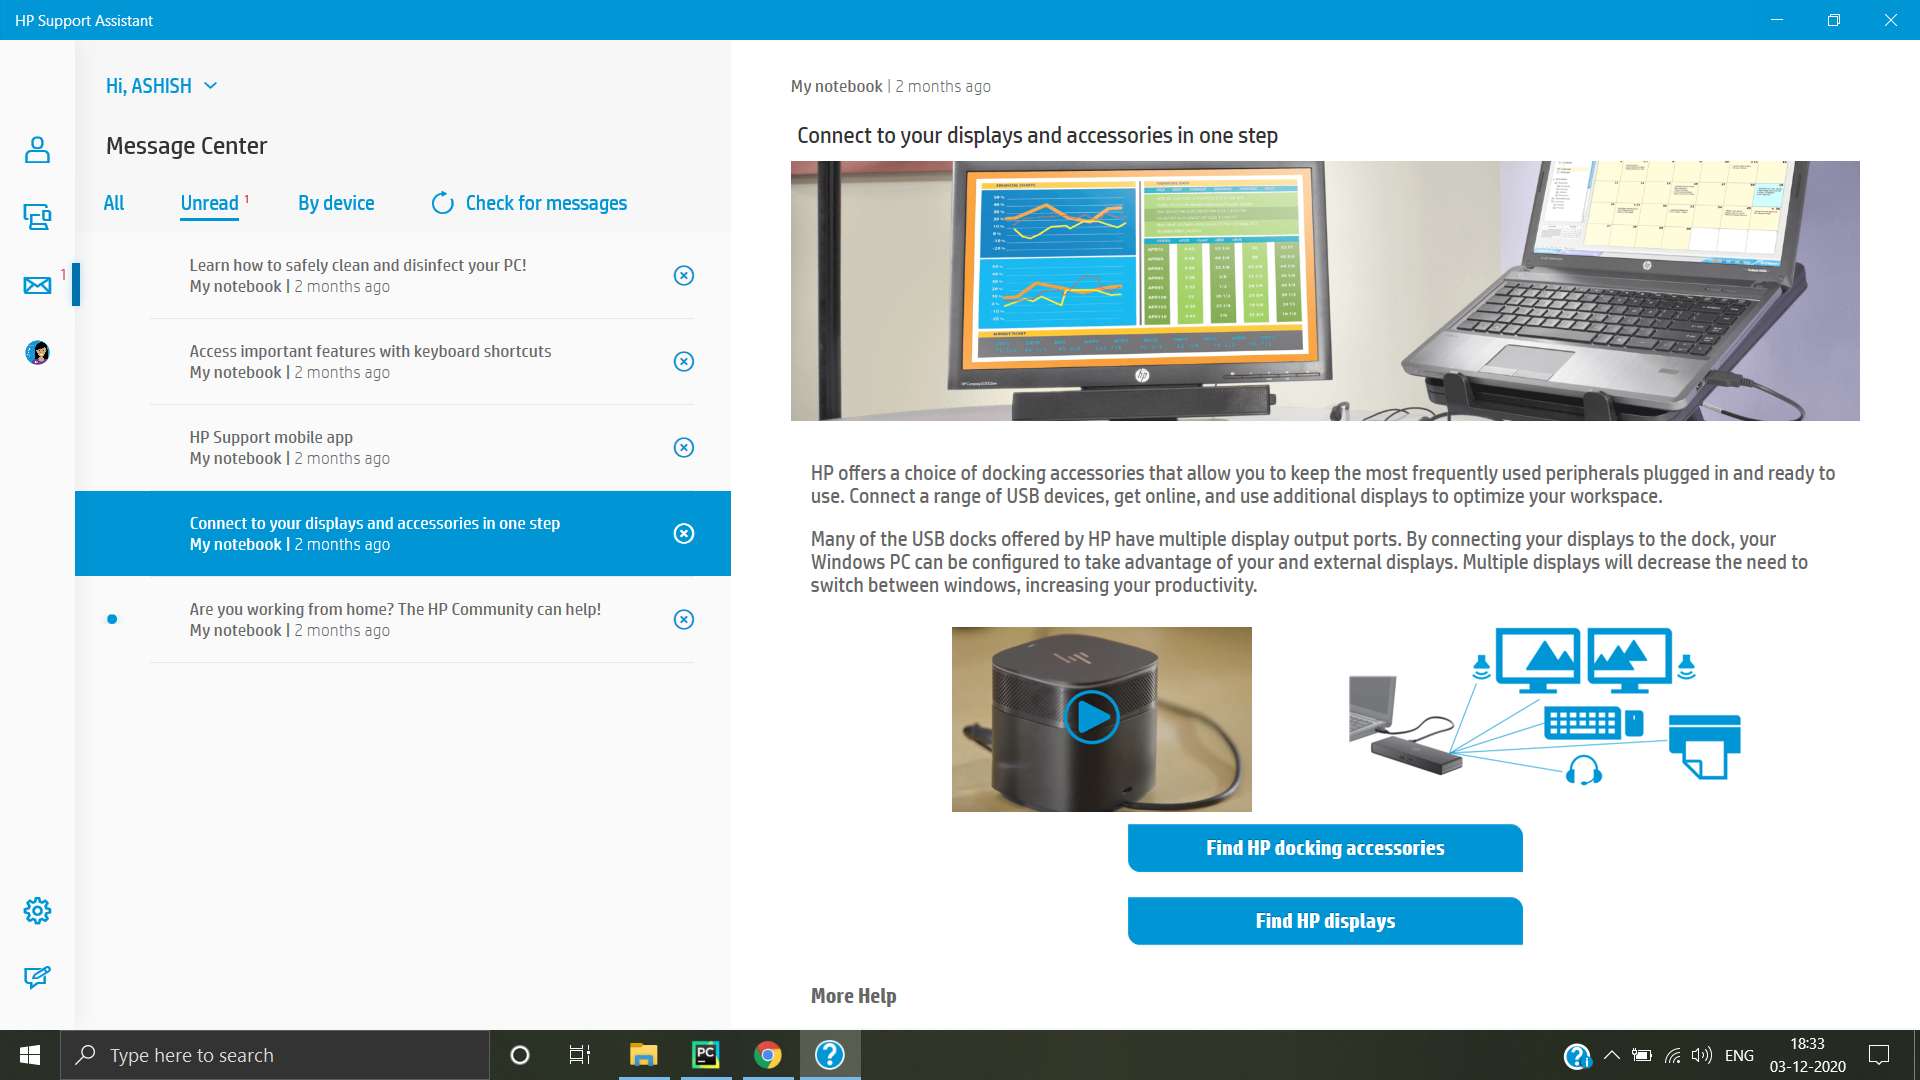 HP Support Assistant
Hi, ASHISH
Message Center
All
Unread 1
By device
Check for messages
1
Learn how to safely clean and disinfect your PC!
My notebook | 2 months ago
Access important features with keyboard shortcuts
My notebook | 2 months ago
HP Support mobile app
My notebook | 2 months ago
Connect to your displays and accessories in one step
My notebook | 2 months ago
Are you working from home? The HP Community can help!
My notebook | 2 months ago
My notebook | 2 months ago
Connect to your displays and accessories in one step
HP offers a choice of docking accessories that allow you to keep the most frequently used peripherals plugged in and ready to
use. Connect a range of USB devices, get online, and use additional displays to optimize your workspace.
Many of the USB docks offered by HP have multiple display output ports. By connecting your displays to the dock, your
Windows PC can be configured to take advantage of your and external displays. Multiple displays will decrease the need to
switch between windows, increasing your productivity.
Find HP docking accessories
Find HP displays
More Help
Type here to search
PC
ENG
18:33
03-12-2020